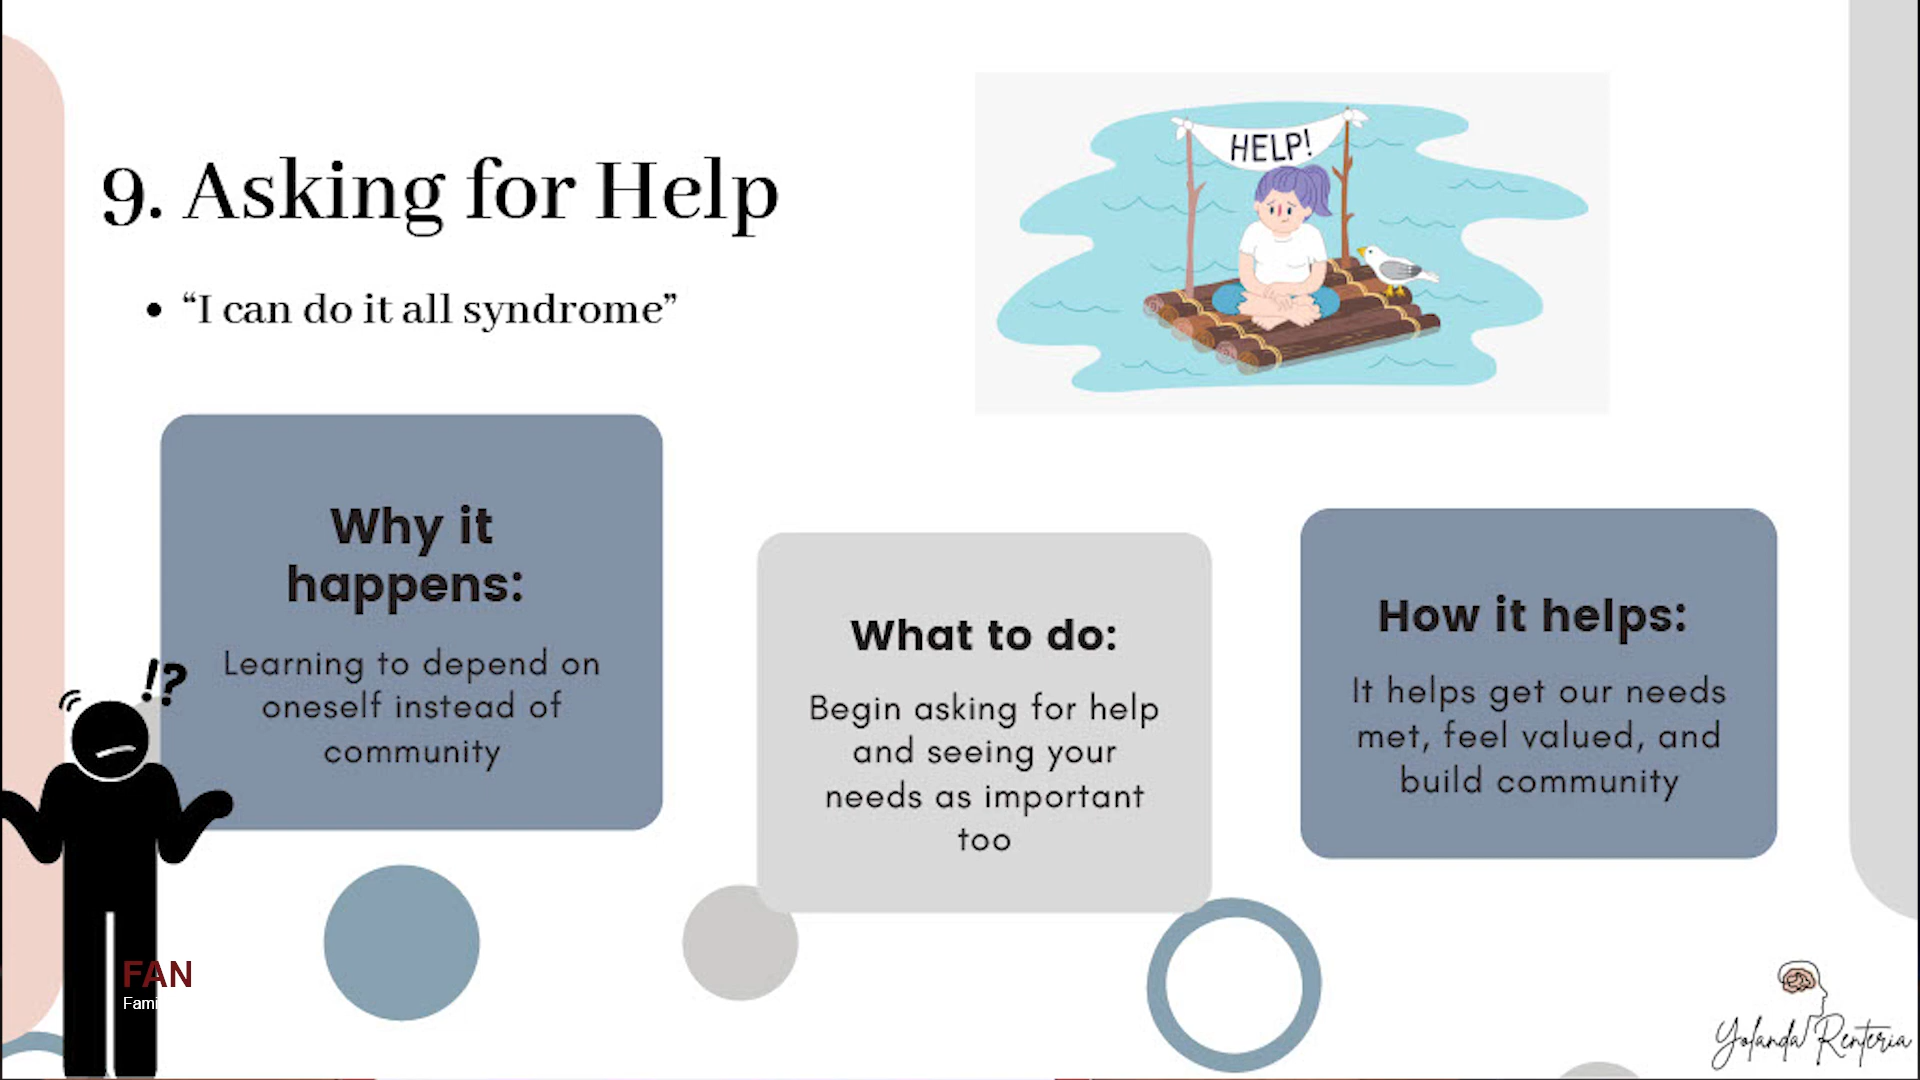 HELP!
9. Asking for Help
• “I can do it all syndrome”
Why it
happens:
Learning to depend on
oneself instead of
community
!?
What to do:
Begin asking for help
and seeing your
needs as important
too
How it helps:
It helps get our needs
met, feel valued, and
build community
FAN
Fami
Yolanda Renteria